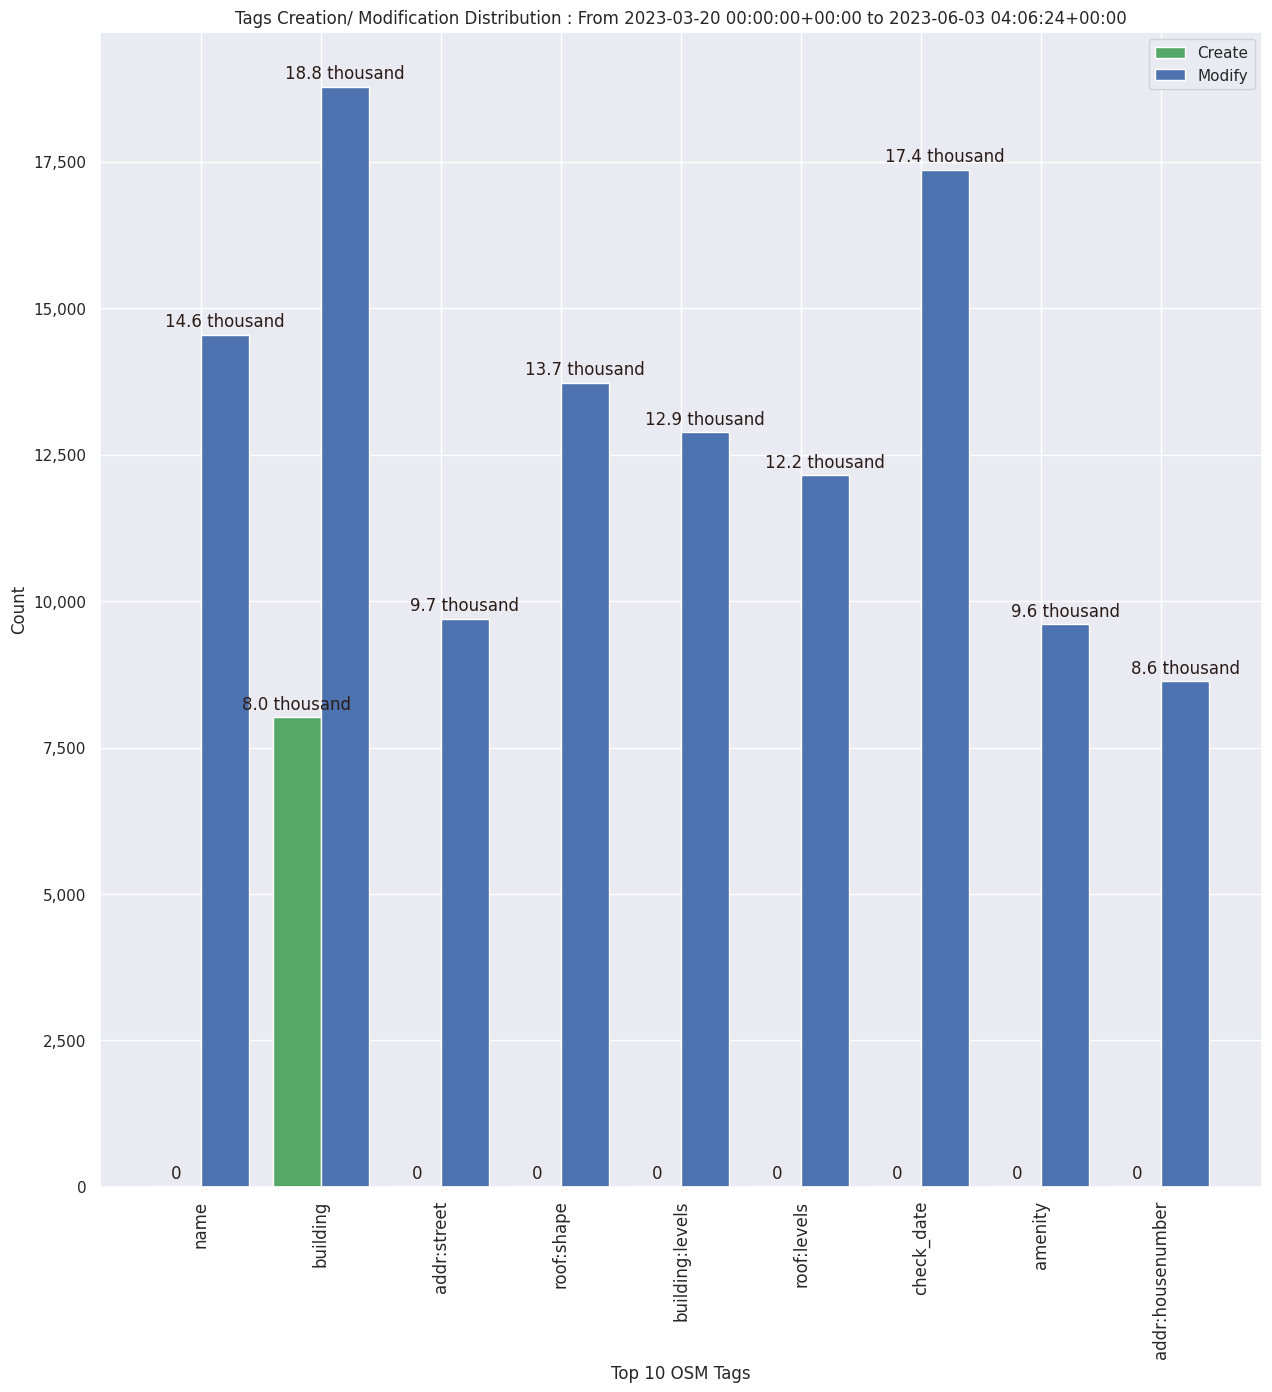 Tags Creation/ Modification Distribution : From 2023-03-20 00:00:00+00:00 to 2023-06-03 04:06:24+00:00
Create
Modify
18.8 thousand
17.4 thousand
14.6 thousand
13.7 thousand
12.9 thousand
12.2 thousand
9.7 thousand
9.6 thousand
8.6 thousand
8.0 thousand
0
0
0
0
0
0
0
0
17,500
15,000
12,500
10,000
7,500
5,000
2,500
0
Count
name
building
addr:street
roof:shape
building:levels
roof:levels
check_date
amenity
addr:housenumber
Top 10 OSM Tags